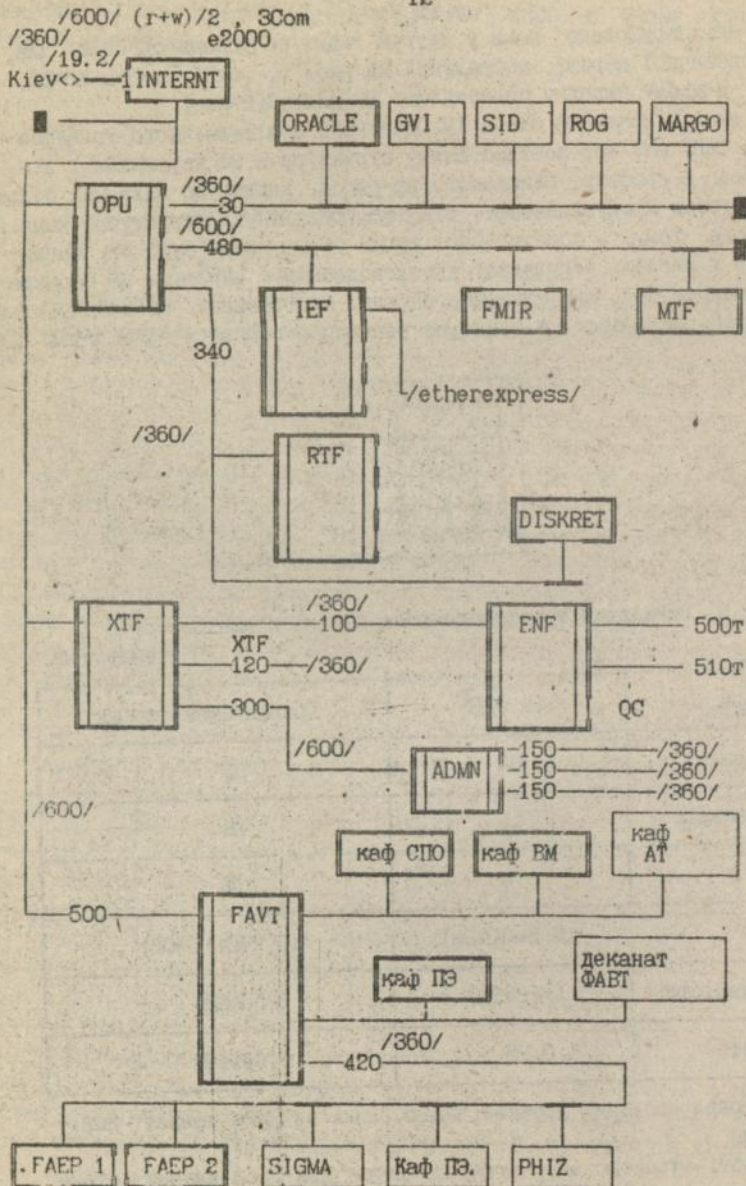 /600/ (r+w)/2 , 3Com
/360/ e2000
/19.2/
Kiev<> 1 INTERNT
ORACLE GVI SID ROG MARGO
OPU /360/
30
/600/
480
IEF FMIR MTF
340
/etherexpress/
/360/
RTF
DISKRET
XTF /360/ ENF
100 500т
XTF
120 /360/ 510т
300 QC
/600/
ADMN 150 /360/
150 /360/
150 /360/
/600/
каф СПО каф ВМ каф АТ
500 FAVT
каф ПЭ деканат
ФАВТ
/360/
420
. FAEP 1 FAEP 2 SIGMA Каф ПЭ. PHIZ